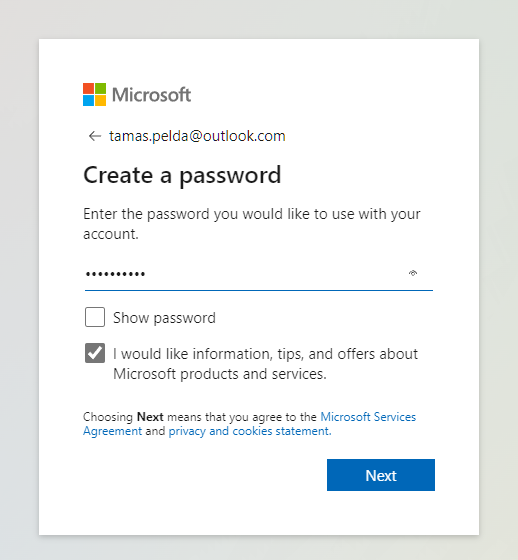 Microsoft
← tamas.pelda@outlook.com
Create a password
Enter the password you would like to use with your
account.
••••••••••
Show password
I would like information, tips, and offers about
Microsoft products and services.
Choosing Next means that you agree to the Microsoft Services
Agreement and privacy and cookies statement.
Next